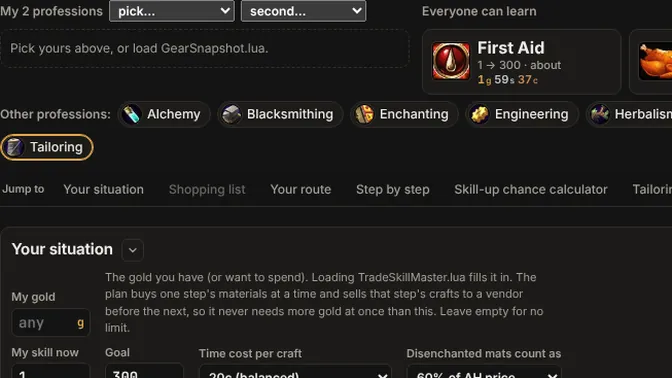 My 2 professions pick... second... Everyone can learn
Pick yours above, or load GearSnapshot.lua.
First Aid
1 → 300 · about
1g 59s 37c
Other professions: Alchemy Blacksmithing Enchanting Engineering
Tailoring
Jump to Your situation Shopping list Your route Step by step Skill-up chance calculator
Your situation
The gold you have (or want to spend). Loading TradeSkillMaster.lua fills it in. The
plan buys one step's materials at a time and sells that step's crafts to a vendor
before the next, so it never needs more gold at once than this. Leave empty for no
limit.
My gold
any g
My skill now Goal Time cost per craft Disenchanted mats count as
1 300 20c (balanced) 60% of AH price